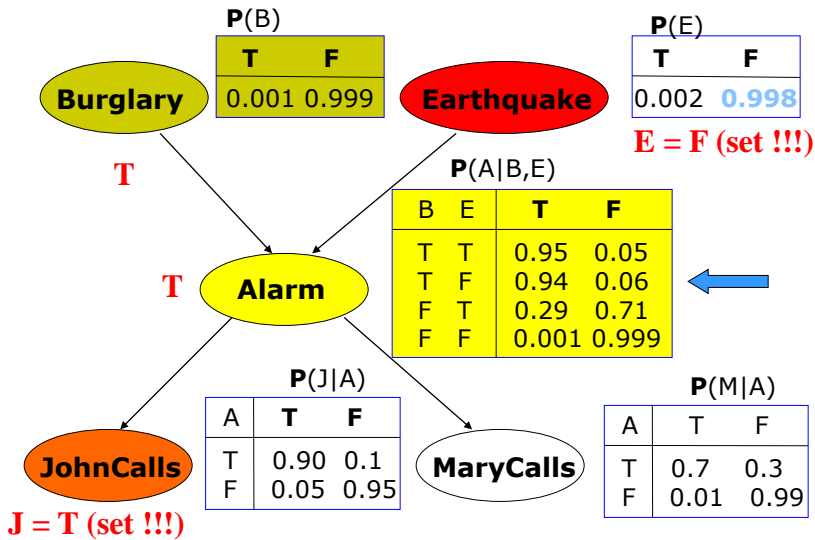 P(B)
T F
0.001 0.999
Burglary
P(E)
T F
0.002 0.998
Earthquake
E = F (set !!!)
T
P(A|B,E)
B E T F
T T 0.95 0.05
T F 0.94 0.06
F T 0.29 0.71
F F 0.001 0.999
T
Alarm
P(J|A)
A T F
T 0.90 0.1
F 0.05 0.95
P(M|A)
A T F
T 0.7 0.3
F 0.01 0.99
JohnCalls
MaryCalls
J = T (set !!!)